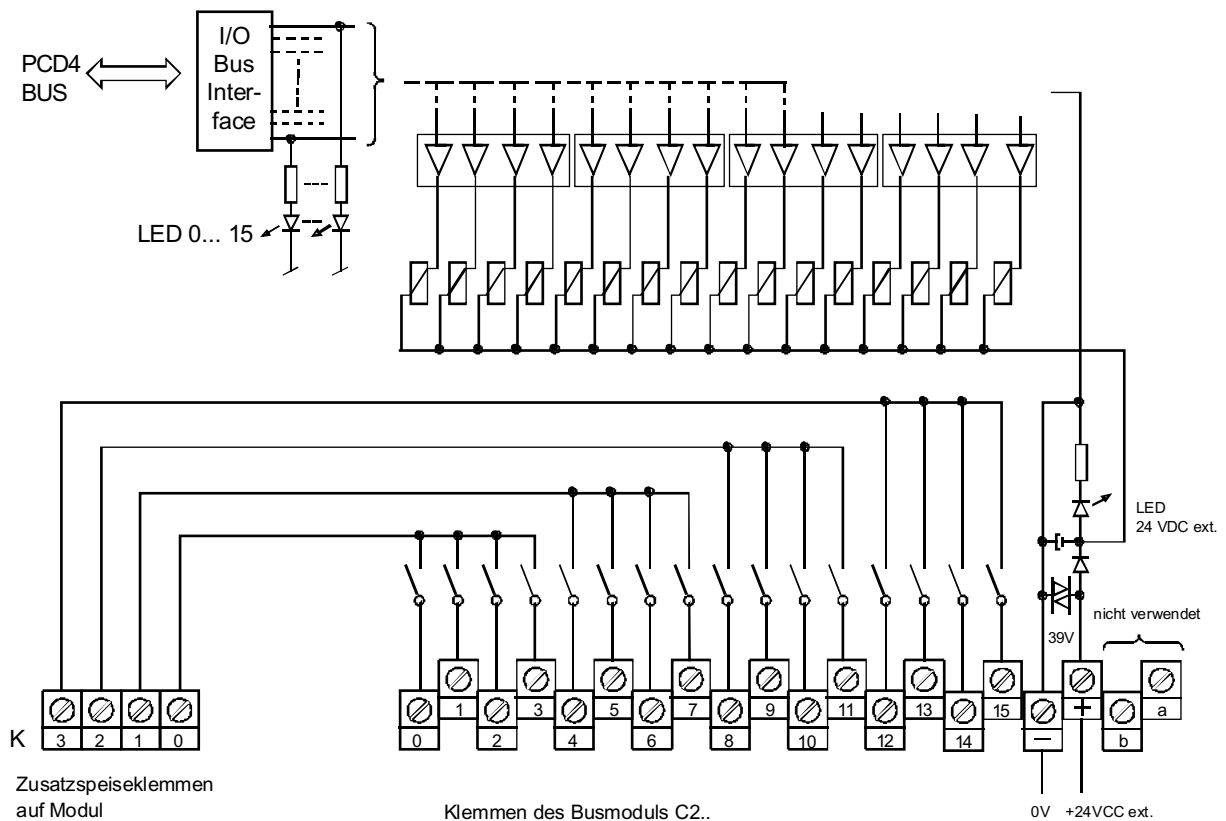 PCD4
BUS
I/O
Bus
Inter-
face
LED 0... 15
LED
24 VDC ext.
nicht verwendet
39V
K
3 2 1 0
0 1 2 3 4 5 6 7 8 9 10 11 12 13 14 15 — + b a
Zusatzspeiseklemmen
auf Modul
Klemmen des Busmoduls C2..
0V +24VCC ext.